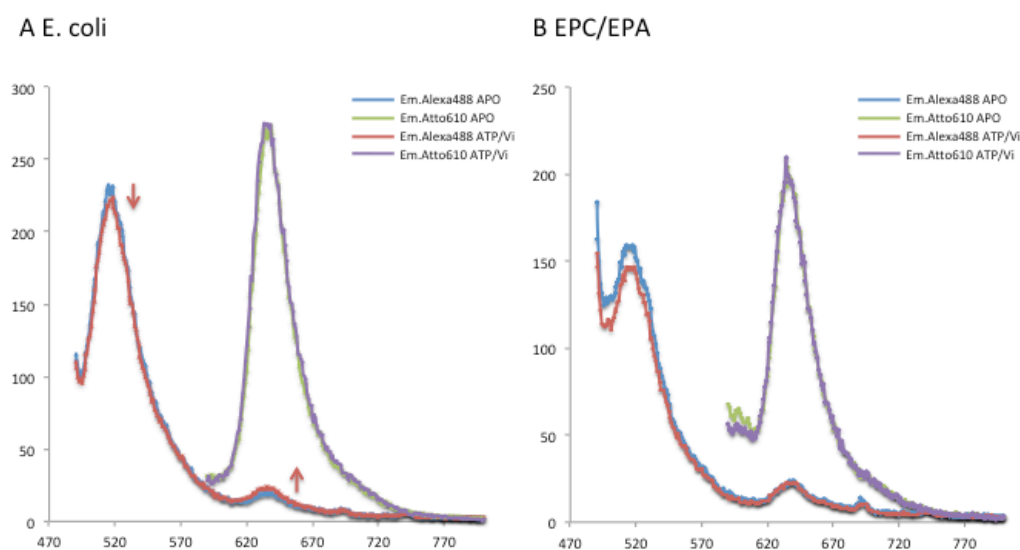 A E. coli
B EPC/EPA
300
250
200
150
100
50
0
470
520
570
620
670
720
770
Em.Alexa488 APO
Em.Atto610 APO
Em.Alexa488 ATP/Vi
Em.Atto610 ATP/Vi
250
200
150
100
50
0
470
520
570
620
670
720
770
Em.Alexa488 APO
Em.Atto610 APO
Em.Alexa488 ATP/Vi
Em.Atto610 ATP/Vi